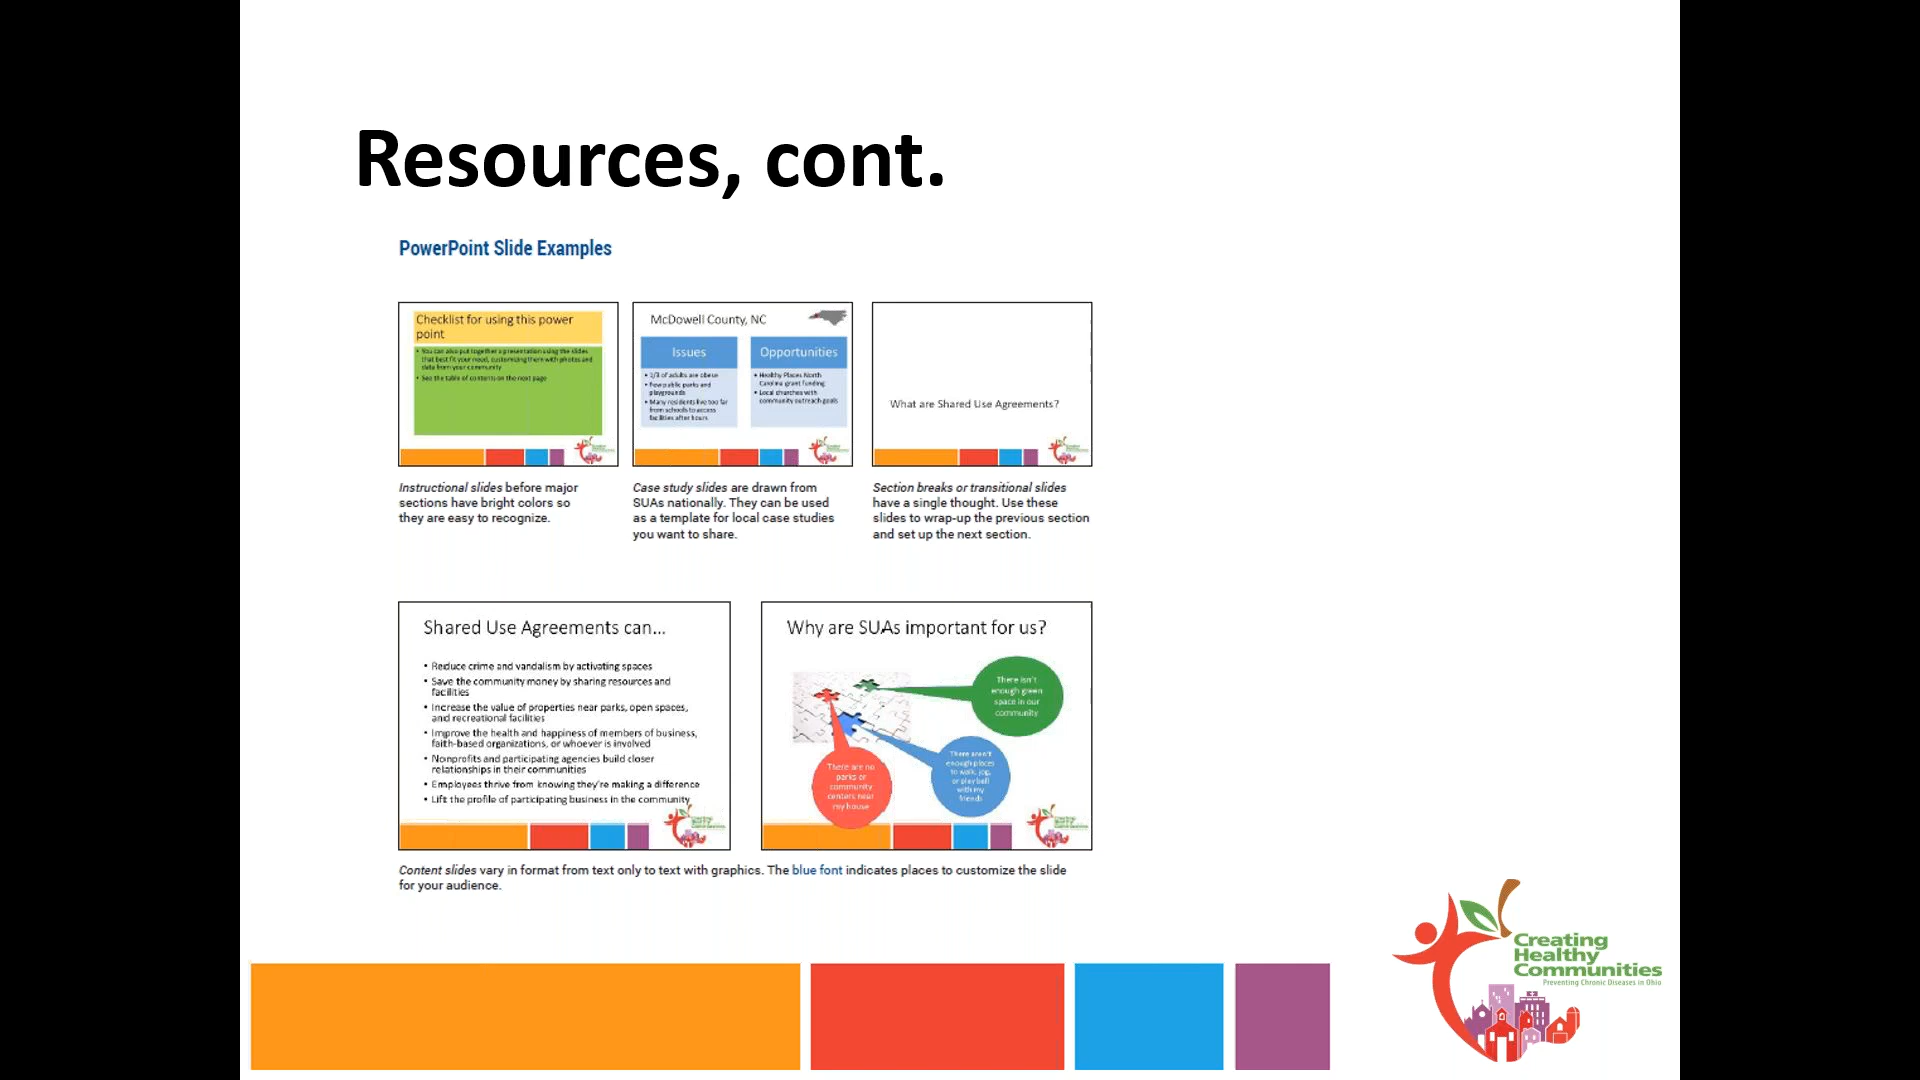 Resources, cont.
PowerPoint Slide Examples
Checklist for using this power
point
• You can also put together a presentation using the slides
that best fit your need, customizing them with photos and
data from your community
• See the table of contents on the next page
McDowell County, NC
Issues
• 2/3 of adults are obese
• Few public parks and
playgrounds
• Many residents live too far
from schools to access
facilities after hours
Opportunities
• Healthy Places North
Carolina grant funding
• Local churches with
community outreach goals
What are Shared Use Agreements?
Instructional slides before major
sections have bright colors so
they are easy to recognize.
Case study slides are drawn from
SUAs nationally. They can be used
as a template for local case studies
you want to share.
Section breaks or transitional slides
have a single thought. Use these
slides to wrap-up the previous section
and set up the next section.
Shared Use Agreements can...
• Reduce crime and vandalism by activating spaces
• Save the community money by sharing resources and
facilities
• Increase the value of properties near parks, open spaces,
and recreational facilities
• Improve the health and happiness of members of business,
faith-based organizations, or whoever is involved
• Nonprofits and participating agencies build closer
relationships in their communities
• Employees thrive from knowing they're making a difference
• Lift the profile of participating business in the community
Why are SUAs important for us?
There isn't
enough green
space in our
community
There are no
parks or
community
centers near
my house
There aren't
enough places
to walk, jog,
or play ball
with my
friends
Content slides vary in format from text only to text with graphics. The blue font indicates places to customize the slide
for your audience.
Creating
Healthy
Communities
Preventing Chronic Diseases in Ohio